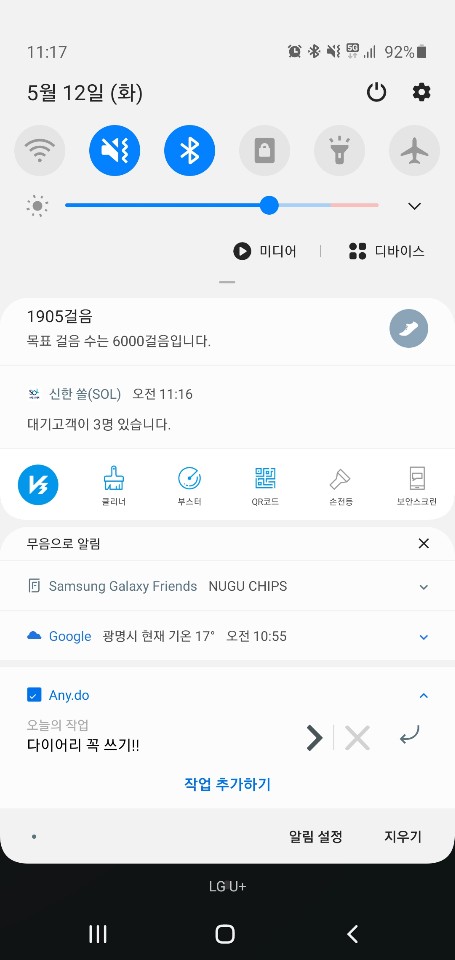 11:17
5G
92%
5월 12일 (화)
미디어 | 디바이스
1905걸음
목표 걸음 수는 6000걸음입니다.
신한 쏠(SOL) 오전 11:16
대기고객이 3명 있습니다.
V3
클리너 부스터 QR코드 손전등 보안스크린
무음으로 알림
Samsung Galaxy Friends NUGU CHIPS
Google 광명시 현재 기온 17° 오전 10:55
Any.do
오늘의 작업
다이어리 꼭 쓰기!!
작업 추가하기
알림 설정 지우기
LG U+